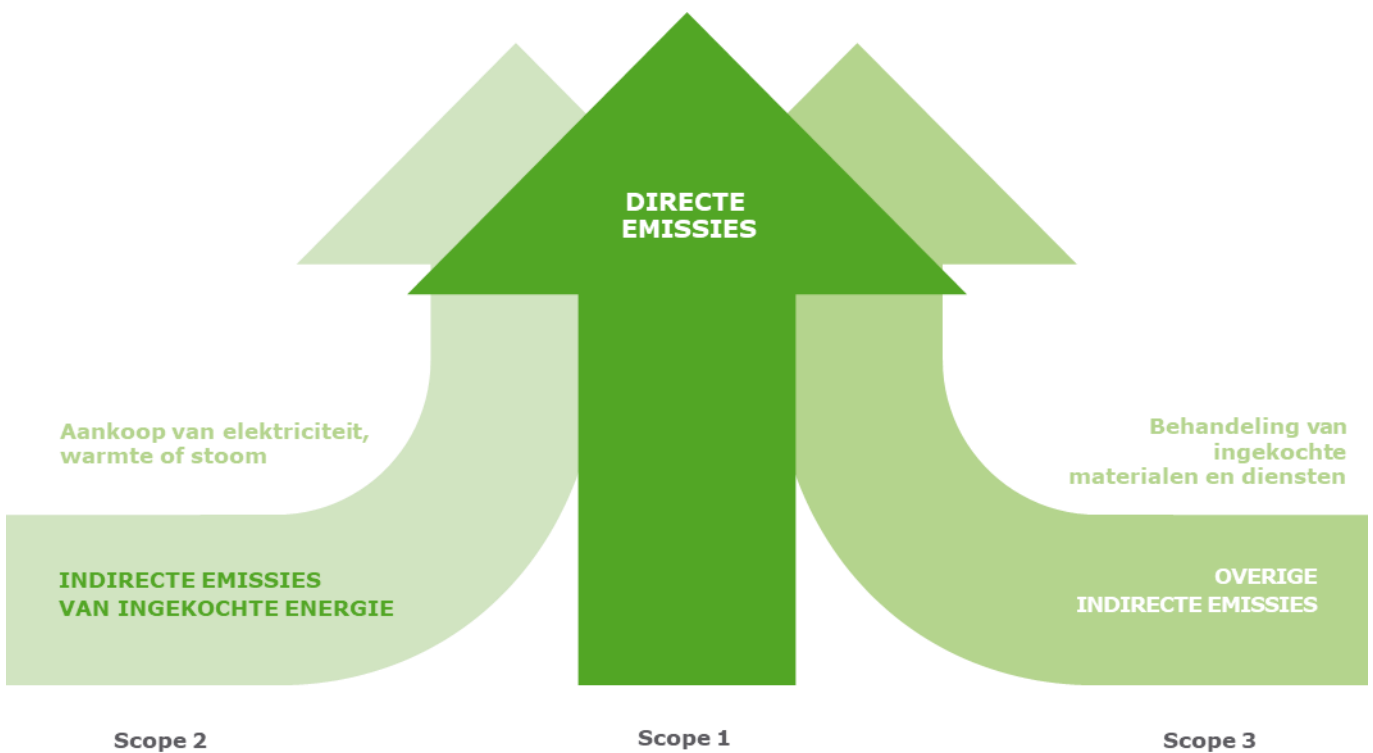 DIRECTE
EMISSIES
Aankoop van elektriciteit,
warmte of stoom
Behandeling van
ingekochte
materialen en diensten
INDIRECTE EMISSIES
VAN INGEKOCHTE ENERGIE
OVERIGE
INDIRECTE EMISSIES
Scope 2
Scope 1
Scope 3